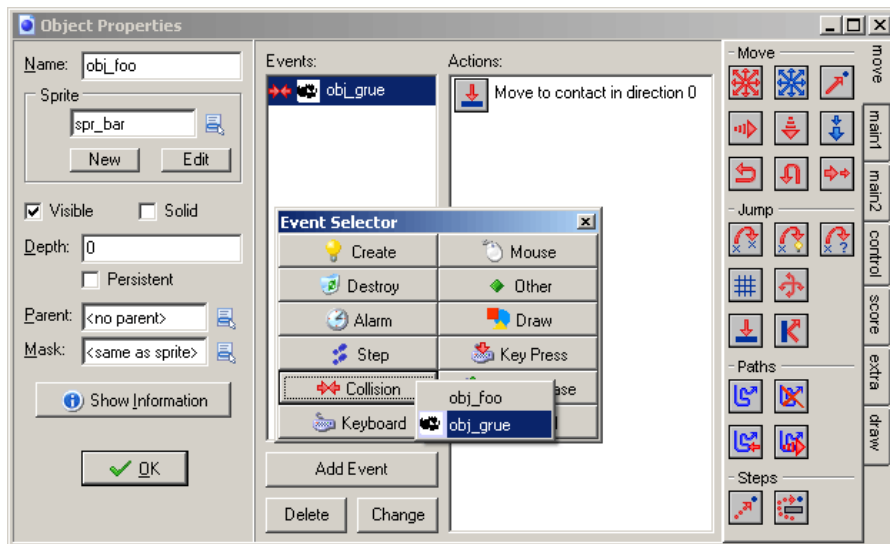 Object Properties
Name: obj_foo
Sprite
spr_bar
New Edit
Visible Solid
Depth: 0
Persistent
Parent: <no parent>
Mask: <same as sprite>
Show Information
OK
Events:
obj_grue
Event Selector
Create Mouse
Destroy Other
Alarm Draw
Step Key Press
Collision ase
Keyboard
obj_foo
obj_grue
Add Event
Delete Change
Actions:
Move to contact in direction 0
Move
Jump
Paths
Steps
move
main1
main2
control
score
extra
draw